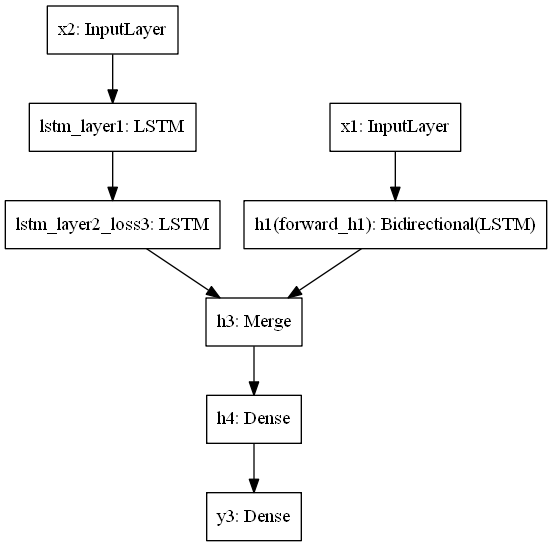 x2: InputLayer
lstm_layer1: LSTM
x1: InputLayer
lstm_layer2_loss3: LSTM
h1(forward_h1): Bidirectional(LSTM)
h3: Merge
h4: Dense
y3: Dense